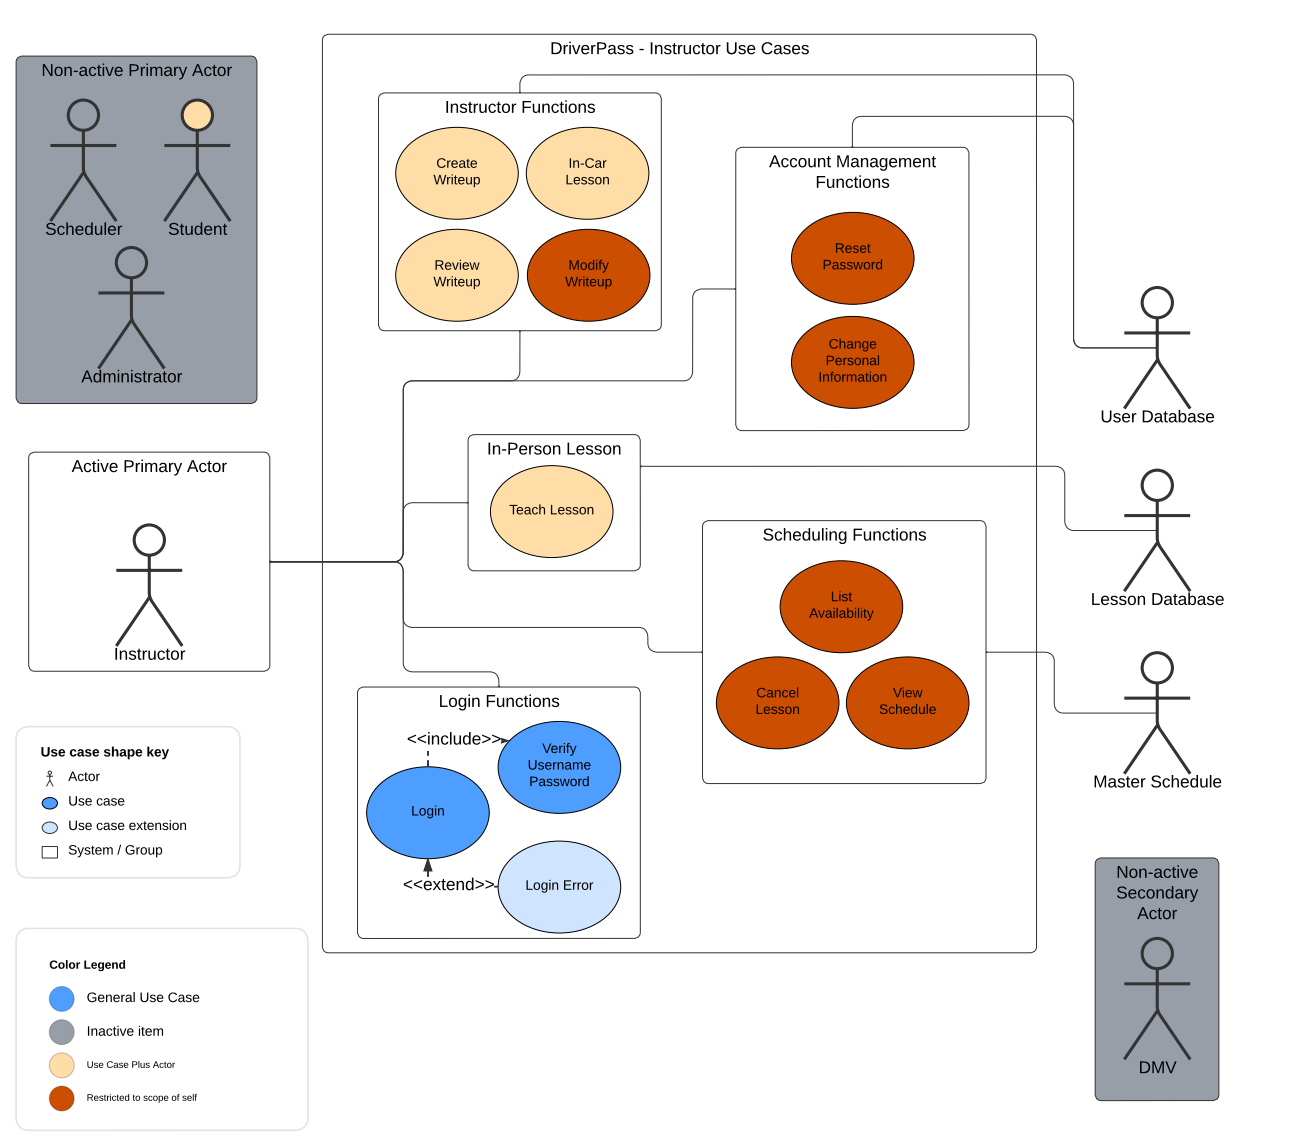 DriverPass - Instructor Use Cases
Non-active Primary Actor
Scheduler
Student
Administrator
Instructor Functions
Create
Writeup
In-Car
Lesson
Review
Writeup
Modify
Writeup
Account Management
Functions
Reset
Password
Change
Personal
Information
User Database
Active Primary Actor
Instructor
In-Person Lesson
Teach Lesson
Lesson Database
Scheduling Functions
List
Availability
Cancel
Lesson
View
Schedule
Master Schedule
Login Functions
<<include>>
Verify
Username
Password
Login
<<extend>>
Login Error
Use case shape key
Actor
Use case
Use case extension
System / Group
Non-active
Secondary
Actor
DMV
Color Legend
General Use Case
Inactive item
Use Case Plus Actor
Restricted to scope of self